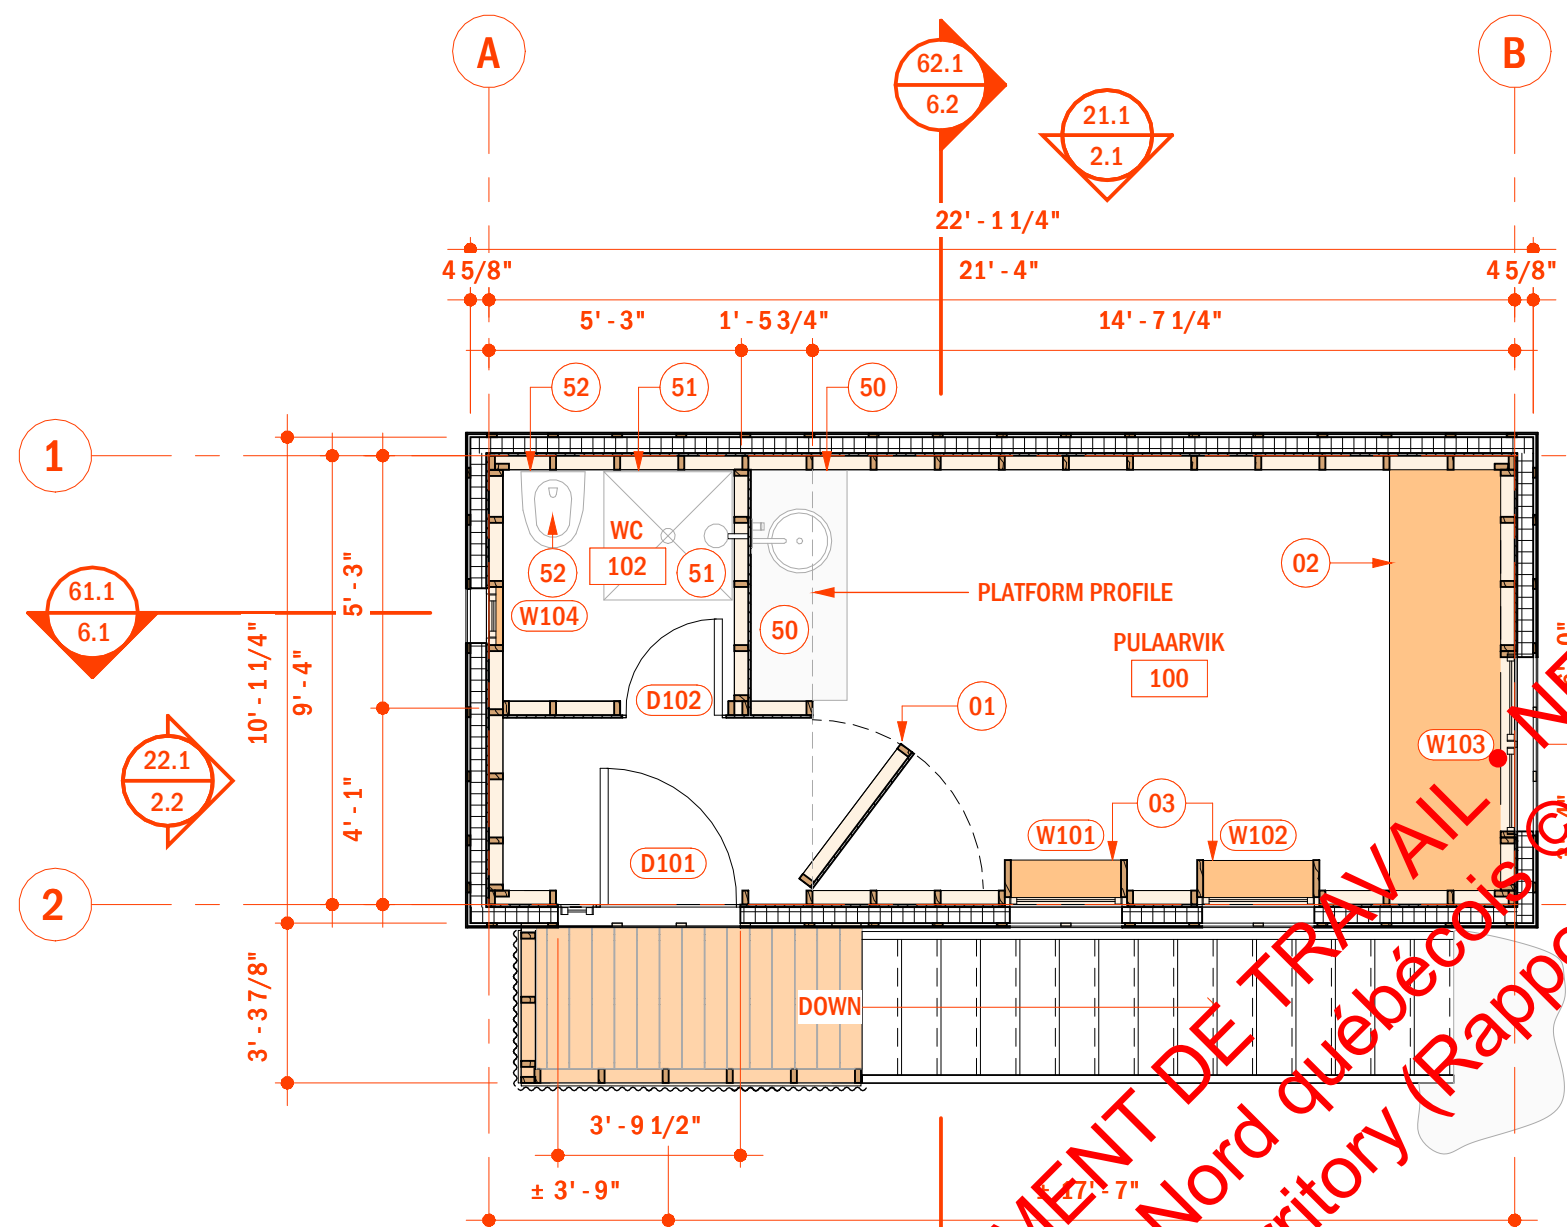 A
B
62.1
6.2
21.1
2.1
22' - 1 1/4"
4 5/8"
21' - 4"
4 5/8"
5' - 3"
1' - 5 3/4"
14' - 7 1/4"
52
51
50
1
WC
102
52
51
W104
02
PLATFORM PROFILE
50
PULAARVIK
100
61.1
6.1
5' - 3"
10' - 1 1/4"
9' - 4"
D102
01
W103
22.1
2.2
4' - 1"
03
W101
W102
D101
2
3' - 3 7/8"
DOWN
3' - 9 1/2"
± 3' - 9"
± 17' - 7"
MENT DE TRAVAIL
Nord québécois ©
ritory (Rappo